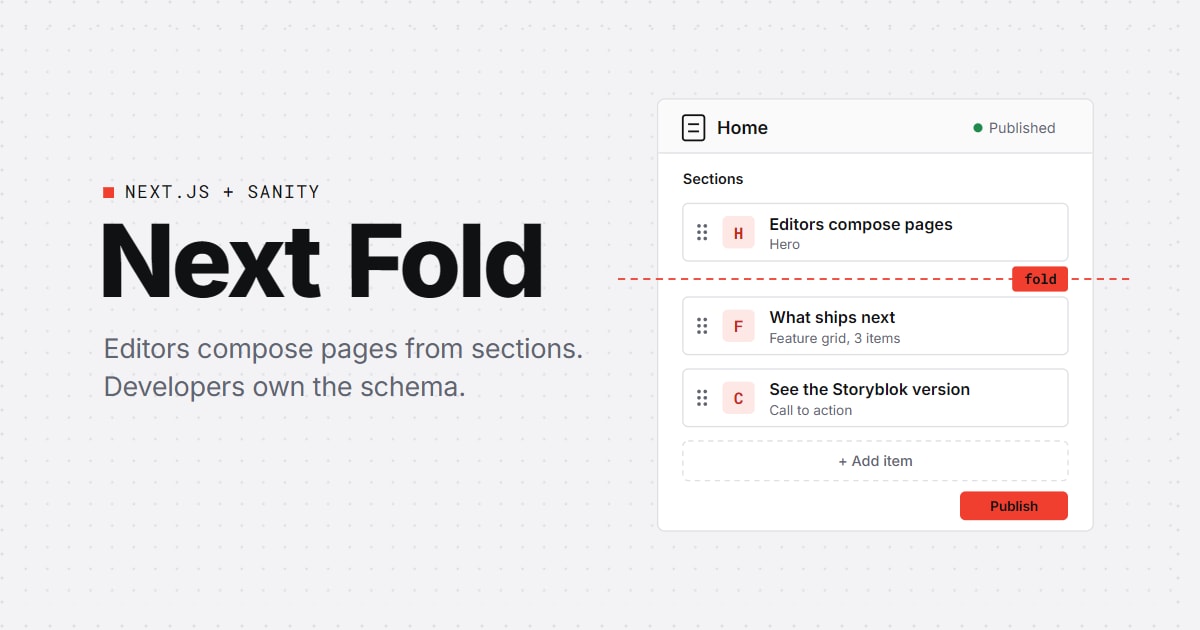 NEXT.JS + SANITY
Next Fold
Editors compose pages from sections.
Developers own the schema.
Home
Published
Sections
H
Editors compose pages
Hero
fold
F
What ships next
Feature grid, 3 items
C
See the Storyblok version
Call to action
+ Add item
Publish